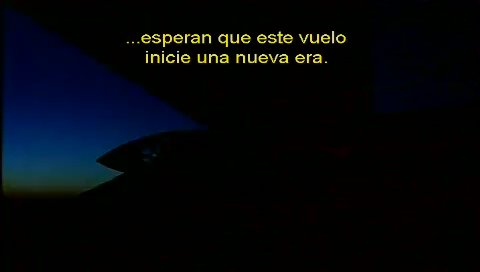 ...esperan que este vuelo
inicie una nueva era.